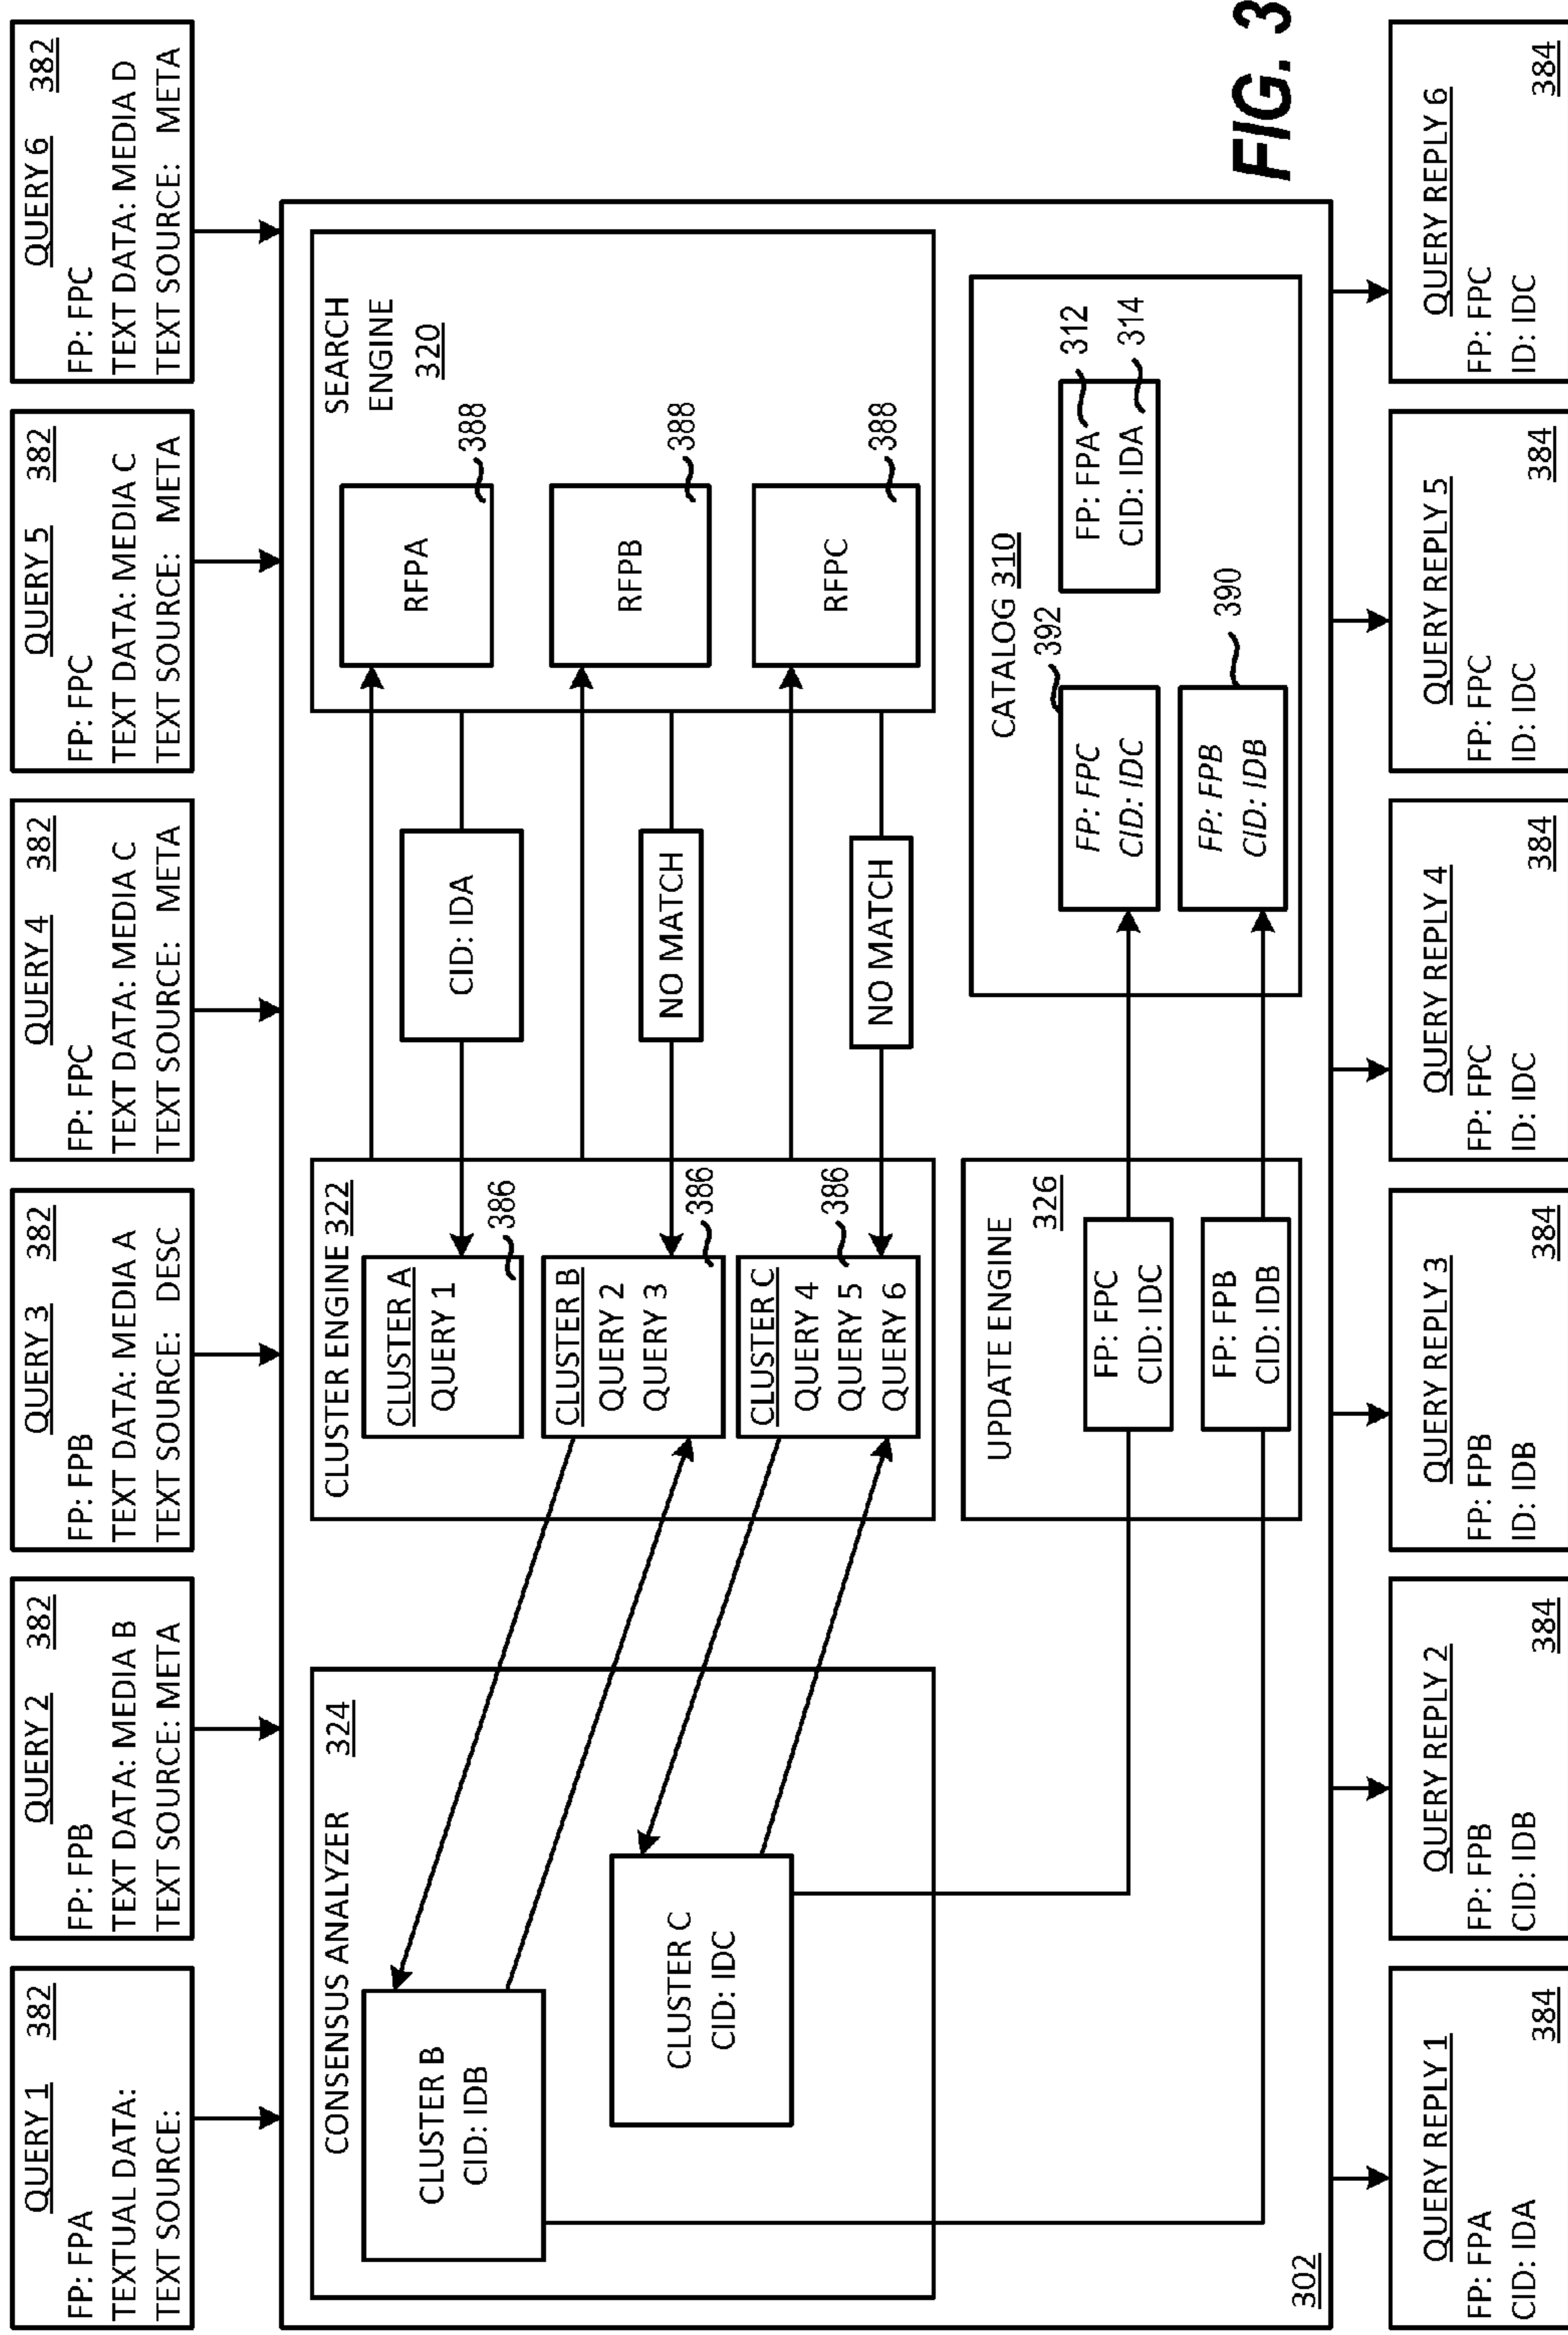 QUERY 1
382
FP: FPA
TEXTUAL DATA:
TEXT SOURCE:
QUERY 2
382
FP: FPB
TEXT DATA: MEDIA B
TEXT SOURCE: META
QUERY 3
382
FP: FPB
TEXT DATA: MEDIA A
TEXT SOURCE: DESC
QUERY 4
382
FP: FPC
TEXT DATA: MEDIA C
TEXT SOURCE: META
QUERY 5
382
FP: FPC
TEXT DATA: MEDIA C
TEXT SOURCE: META
QUERY 6
382
FP: FPC
TEXT DATA: MEDIA D
TEXT SOURCE: META
CONSENSUS ANALYZER
324
CLUSTER B
CID: IDB
CLUSTER C
CID: IDC
CLUSTER ENGINE 322
CLUSTER A
QUERY 1
386
CLUSTER B
QUERY 2
QUERY 3
386
CLUSTER C
QUERY 4
QUERY 5
QUERY 6
386
CID: IDA
NO MATCH
NO MATCH
SEARCH
ENGINE
320
RFPA
388
RFPB
388
RFPC
388
UPDATE ENGINE
326
FP: FPC
CID: IDC
FP: FPB
CID: IDB
CATALOG 310
392
FP: FPC
CID: IDC
FP: FPB
CID: IDB
390
FP: FPA
CID: IDA
312
314
302
FIG. 3
QUERY REPLY 1
FP: FPA
CID: IDA
384
QUERY REPLY 2
FP: FPB
CID: IDB
384
QUERY REPLY 3
FP: FPB
ID: IDB
384
QUERY REPLY 4
FP: FPC
ID: IDC
384
QUERY REPLY 5
FP: FPC
ID: IDC
384
QUERY REPLY 6
FP: FPC
ID: IDC
384